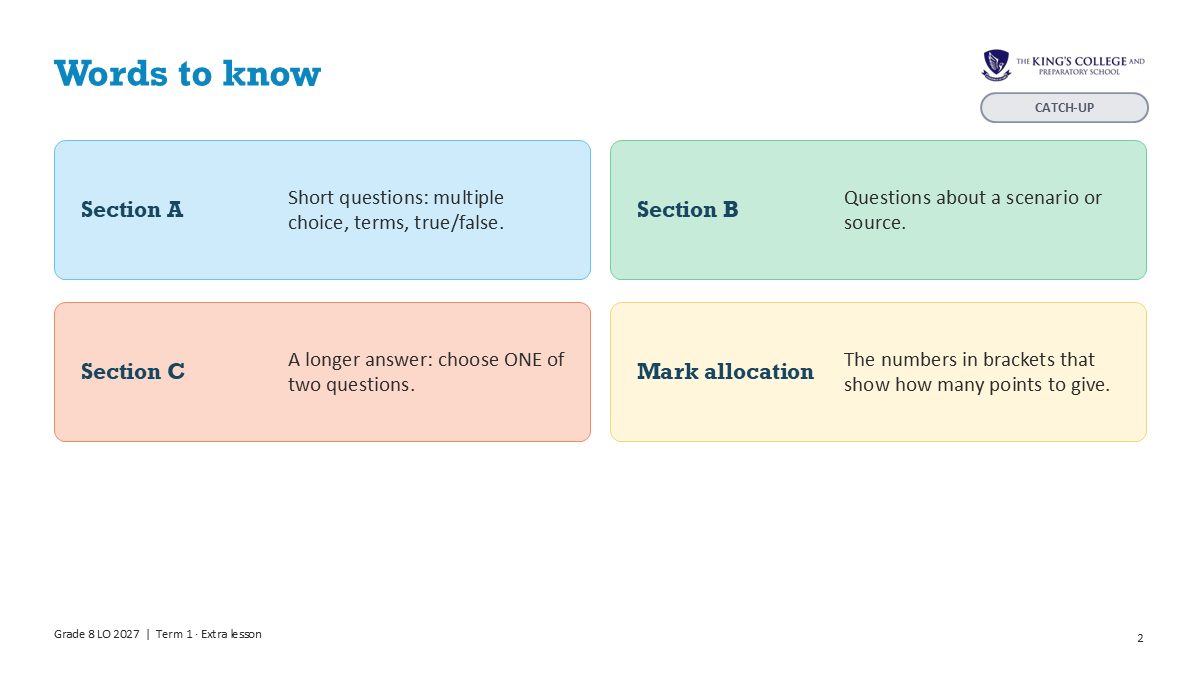 Words to know
THE KING'S COLLEGE AND
PREPARATORY SCHOOL
CATCH-UP
Section A
Short questions: multiple
choice, terms, true/false.
Section B
Questions about a scenario or
source.
Section C
A longer answer: choose ONE of
two questions.
Mark allocation
The numbers in brackets that
show how many points to give.
Grade 8 LO 2027 | Term 1 · Extra lesson
2